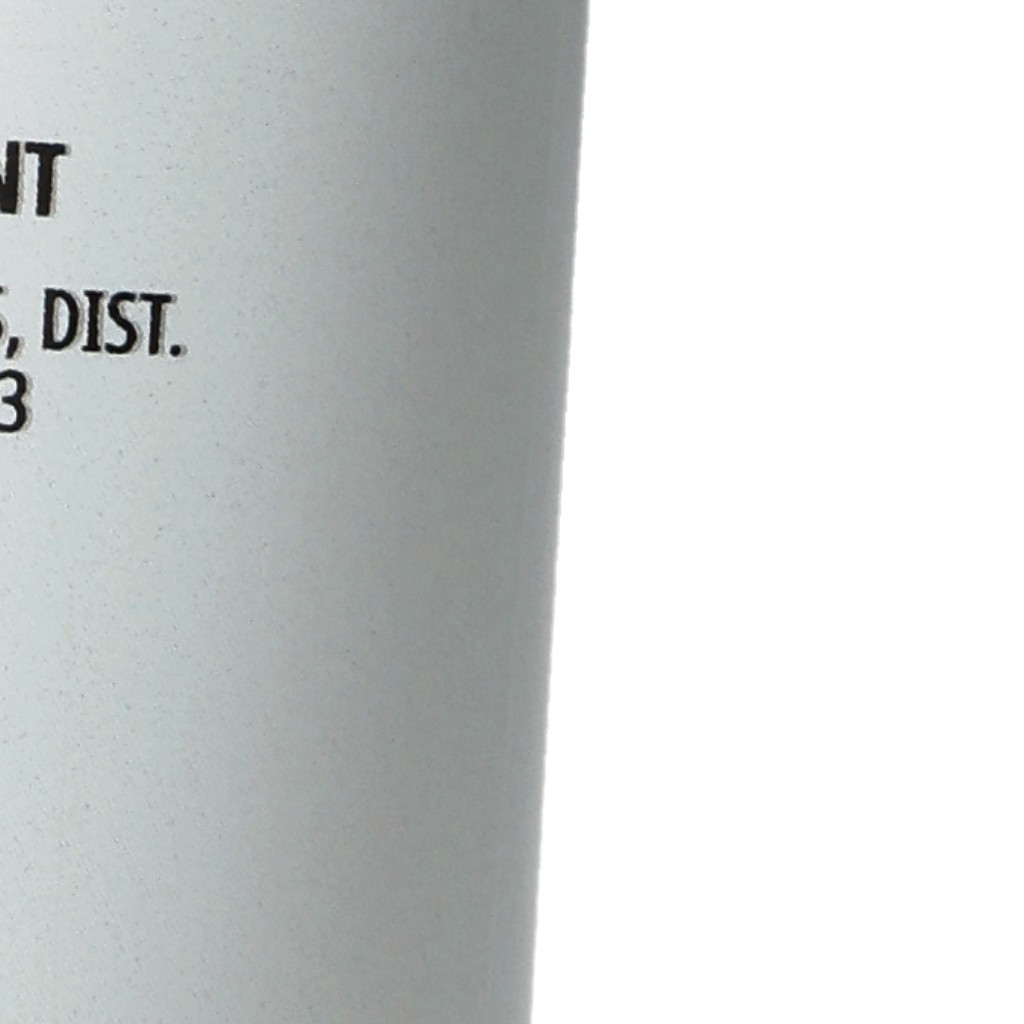 NT
, DIST.
3